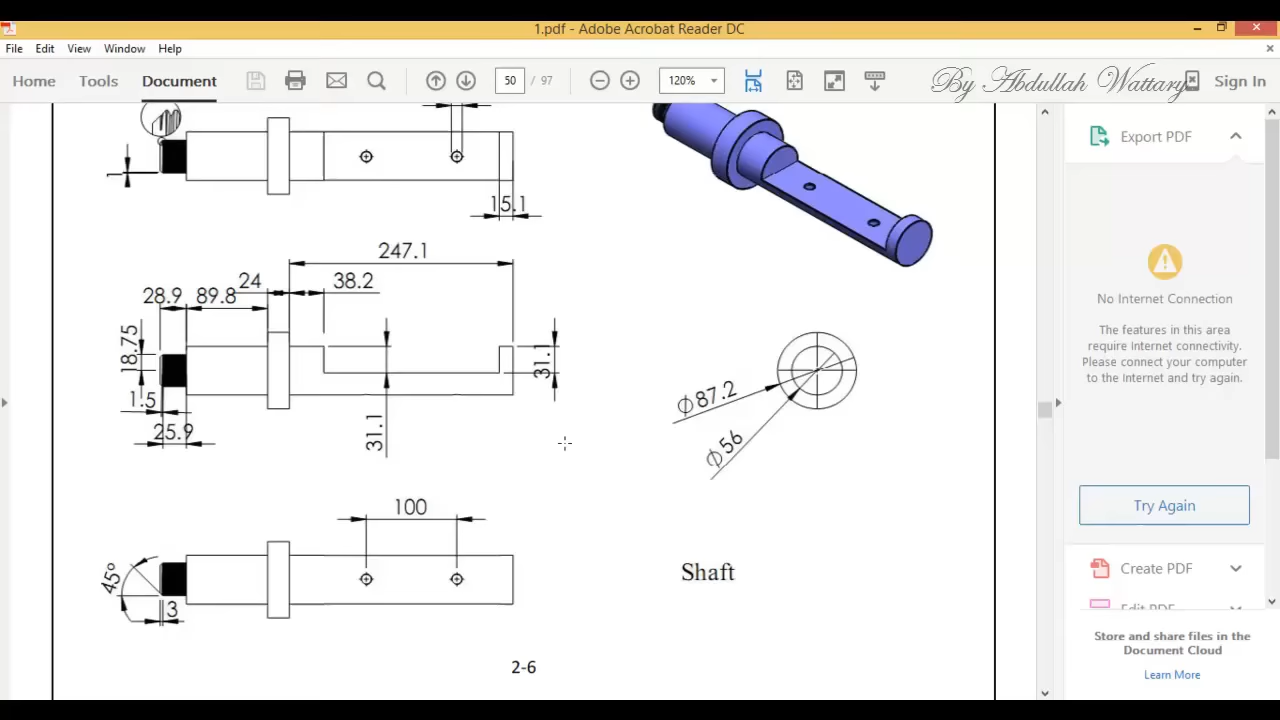 1.pdf - Adobe Acrobat Reader DC
File Edit View Window Help
Home Tools Document 50 / 97 120% By Abdullah Wattary Sign In
Export PDF
1
15.1
247.1
24 38.2
28.9 89.8
18.75
31.1
1.5
25.9
31.1
Φ87.2
Φ56
No Internet Connection
The features in this area
require Internet connectivity.
Please connect your computer
to the Internet and try again.
Try Again
100
45°
3
Shaft
2-6
Create PDF
Edit PDF
Store and share files in the
Document Cloud
Learn More